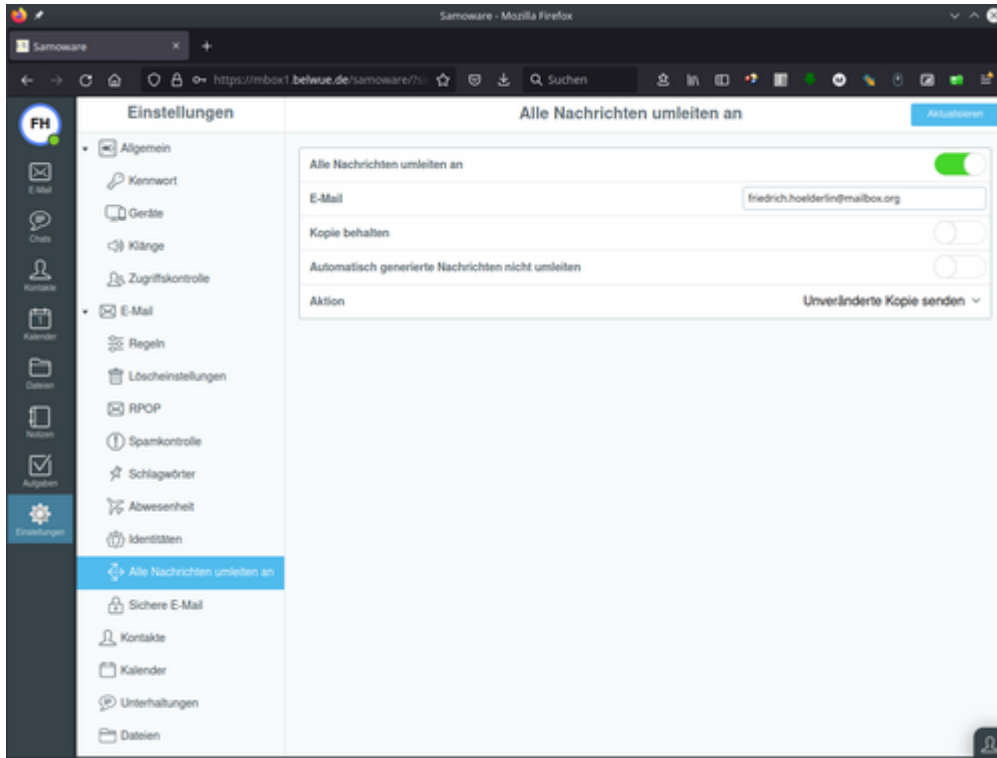 Samoware - Mozilla Firefox
Samoware
https://mbox1.belwue.de/samoware/?si
Suchen
FH
E-Mail
Chats
Kontakte
Kalender
Dateien
Notizen
Aufgaben
Einstellungen
Einstellungen
Allgemein
Kennwort
Geräte
Klänge
Zugriffskontrolle
E-Mail
Regeln
Löscheinstellungen
RPOP
Spamkontrolle
Schlagwörter
Abwesenheit
Identitäten
Alle Nachrichten umleiten an
Sichere E-Mail
Kontakte
Kalender
Unterhaltungen
Dateien
Alle Nachrichten umleiten an
Aktualisieren
Alle Nachrichten umleiten an
E-Mail
friedrich.hoelderlin@mailbox.org
Kopie behalten
Automatisch generierte Nachrichten nicht umleiten
Aktion
Unveränderte Kopie senden